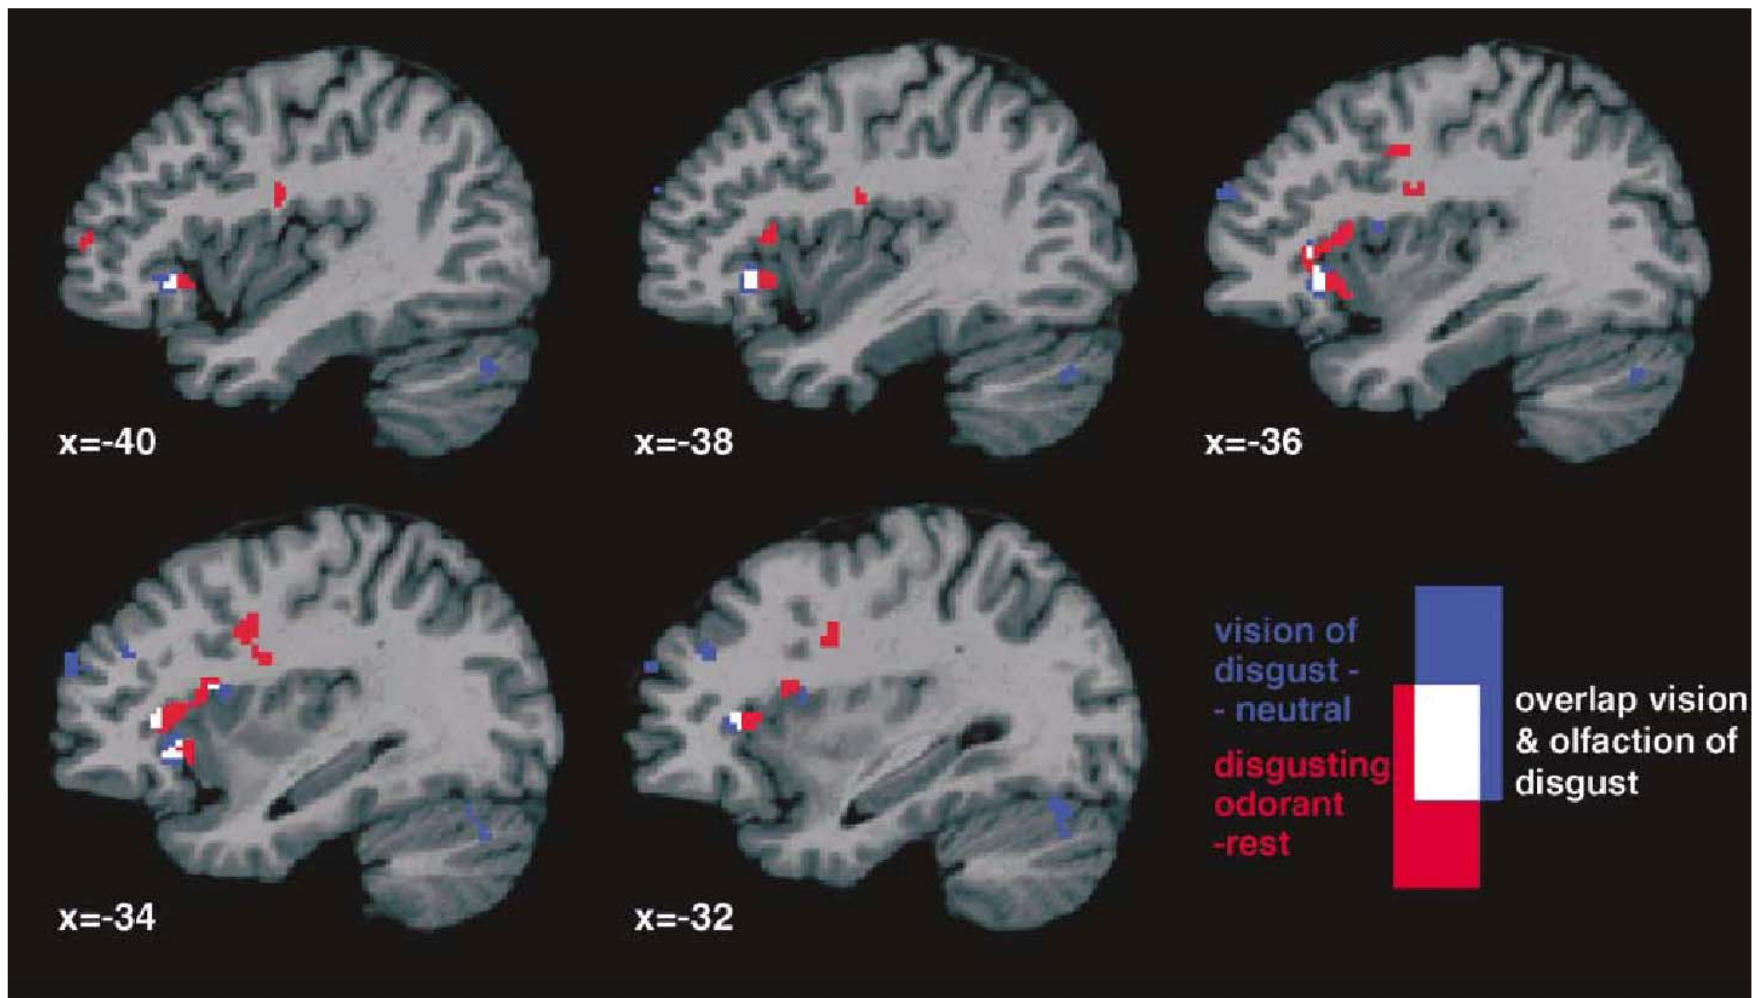 x=-40
x=-38
x=-36
x=-34
x=-32
vision of
disgust -
- neutral
disgusting
odorant
-rest
overlap vision
& olfaction of
disgust